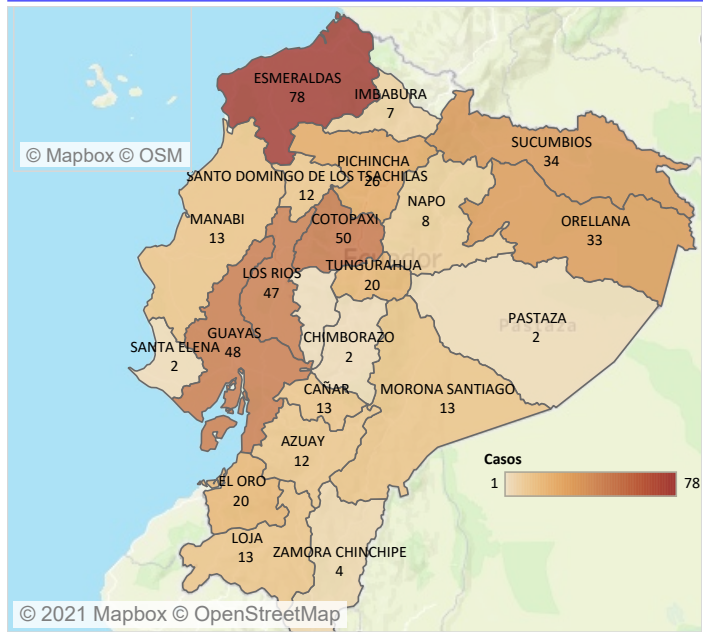 ESMERALDAS
78
IMBABURA
7
© Mapbox © OSM
SUCUMBIOS
34
PICHINCHA
26
SANTO DOMINGO DE LOS TSACHILAS
12
NAPO
8
MANABI
13
COTOPAXI
50
ORELLANA
33
Ecuador
TUNGURAHUA
20
LOS RIOS
47
PASTAZA
2
Pastaza
GUAYAS
48
CHIMBORAZO
2
SANTA ELENA
2
CAÑAR
13
MORONA SANTIAGO
13
AZUAY
12
Casos
1
78
EL ORO
20
LOJA
13
ZAMORA CHINCHIPE
4
© 2021 Mapbox © OpenStreetMap